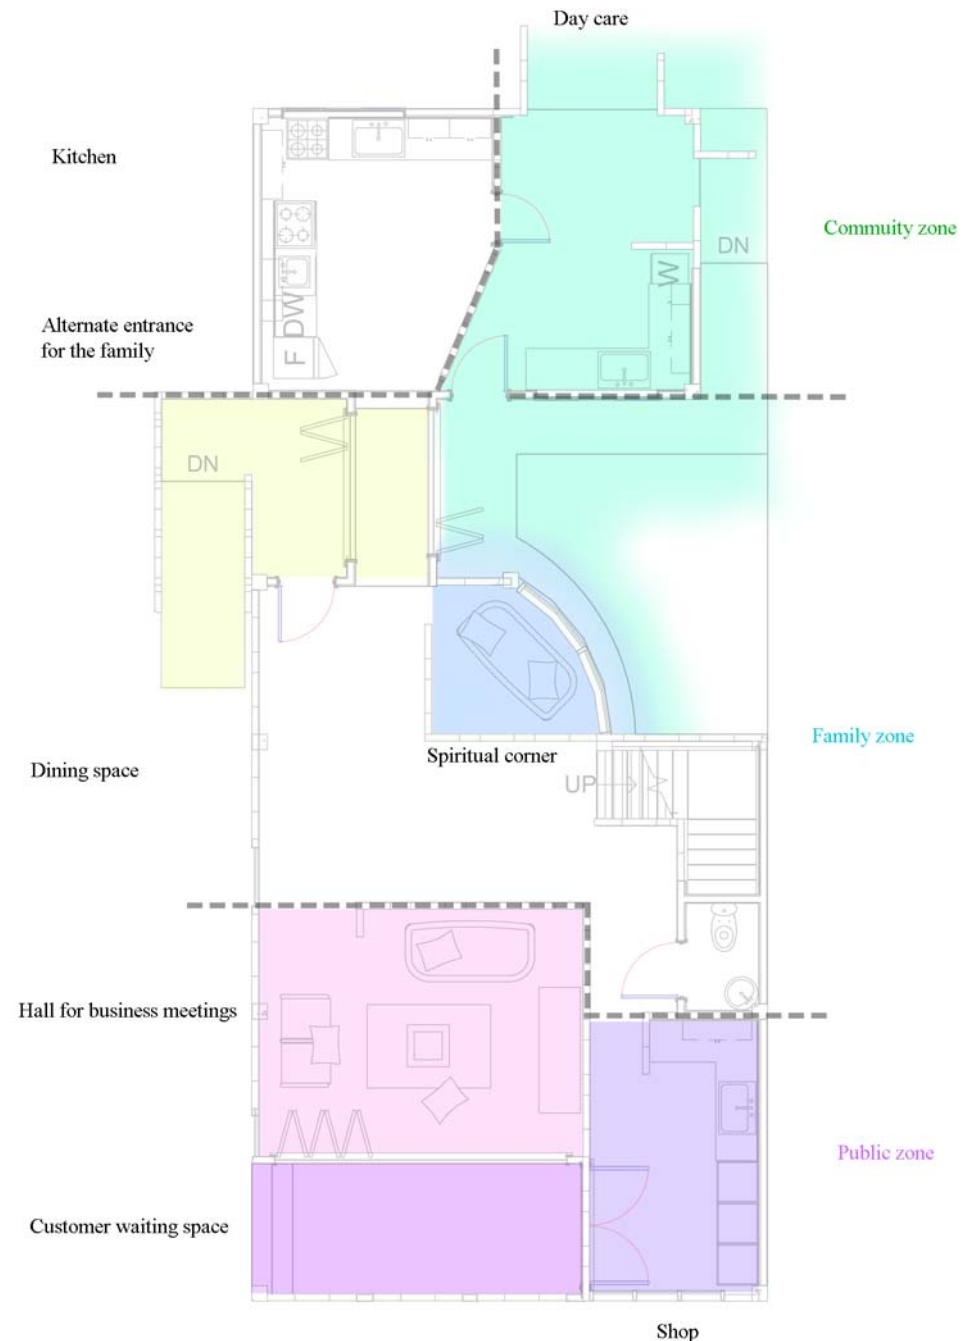 Day care
Kitchen
Commuity zone
DN
W
Alternate entrance
for the family
DW
F
DN
Family zone
Spiritual corner
Dining space
UP
Hall for business meetings
Public zone
Customer waiting space
Shop